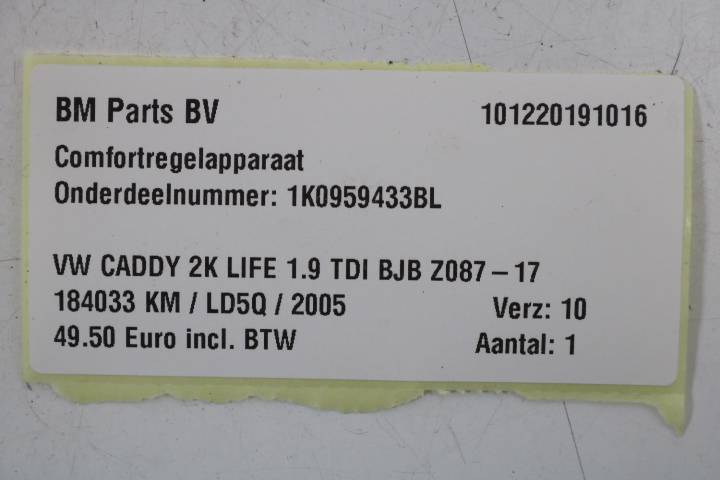 BM Parts BV 101220191016
Comfortregelapparaat
Onderdeelnummer: 1K0959433BL
VW CADDY 2K LIFE 1.9 TDI BJB Z087 – 17
184033 KM / LD5Q / 2005 Verz: 10
49.50 Euro incl. BTW Aantal: 1